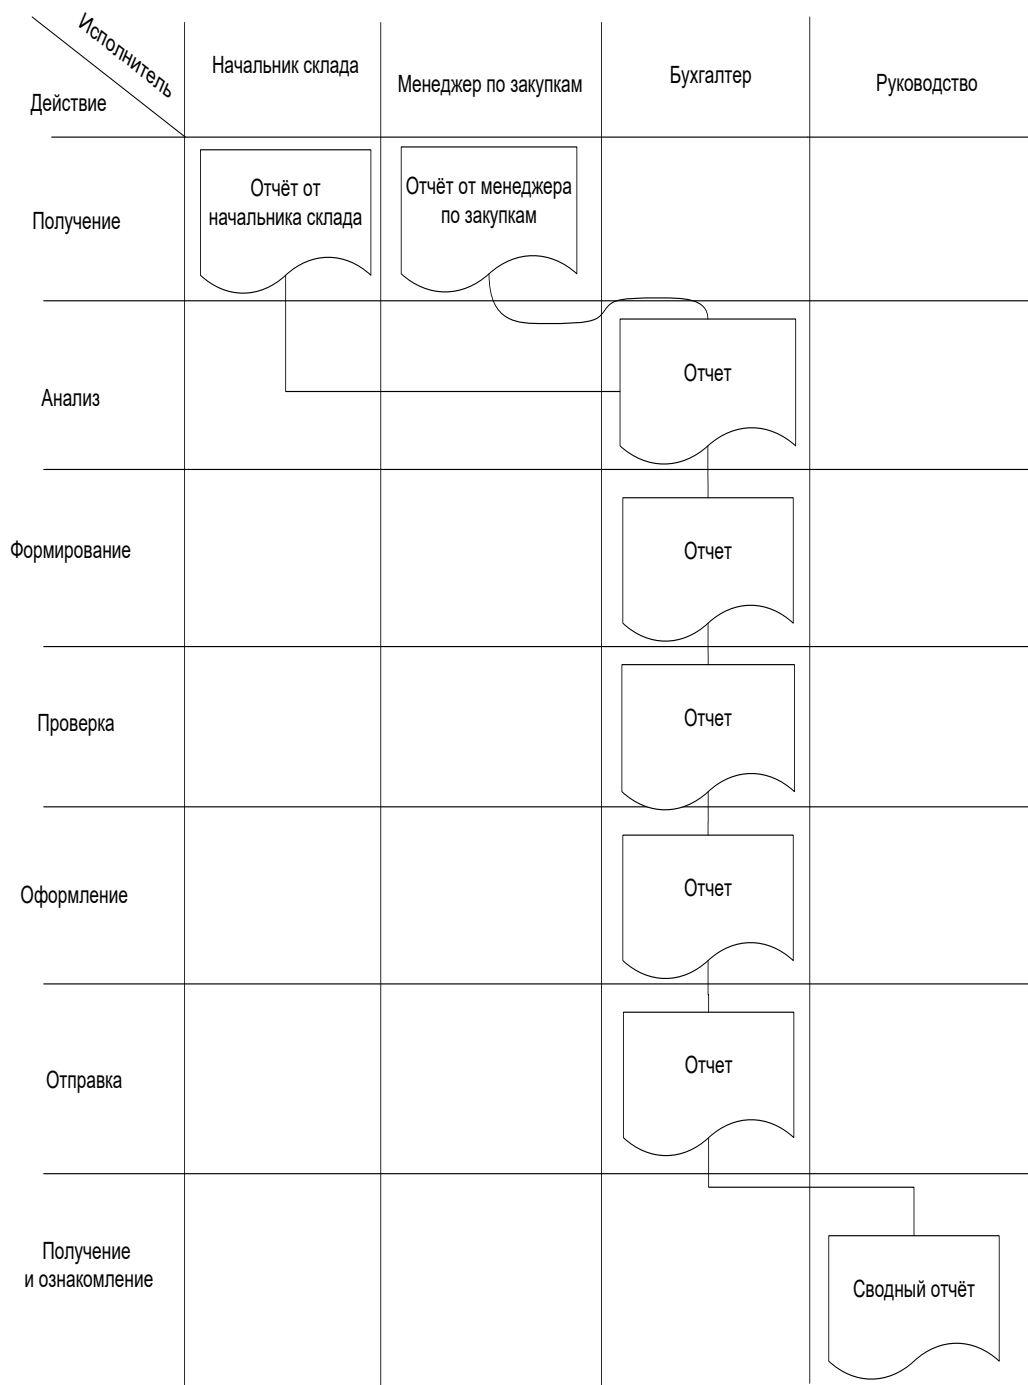 Исполнитель
Действие
Начальник склада
Менеджер по закупкам
Бухгалтер
Руководство
Получение
Отчёт от
начальника склада
Отчёт от менеджера
по закупкам
Анализ
Отчет
Формирование
Отчет
Проверка
Отчет
Оформление
Отчет
Отправка
Отчет
Получение
и ознакомление
Сводный отчёт